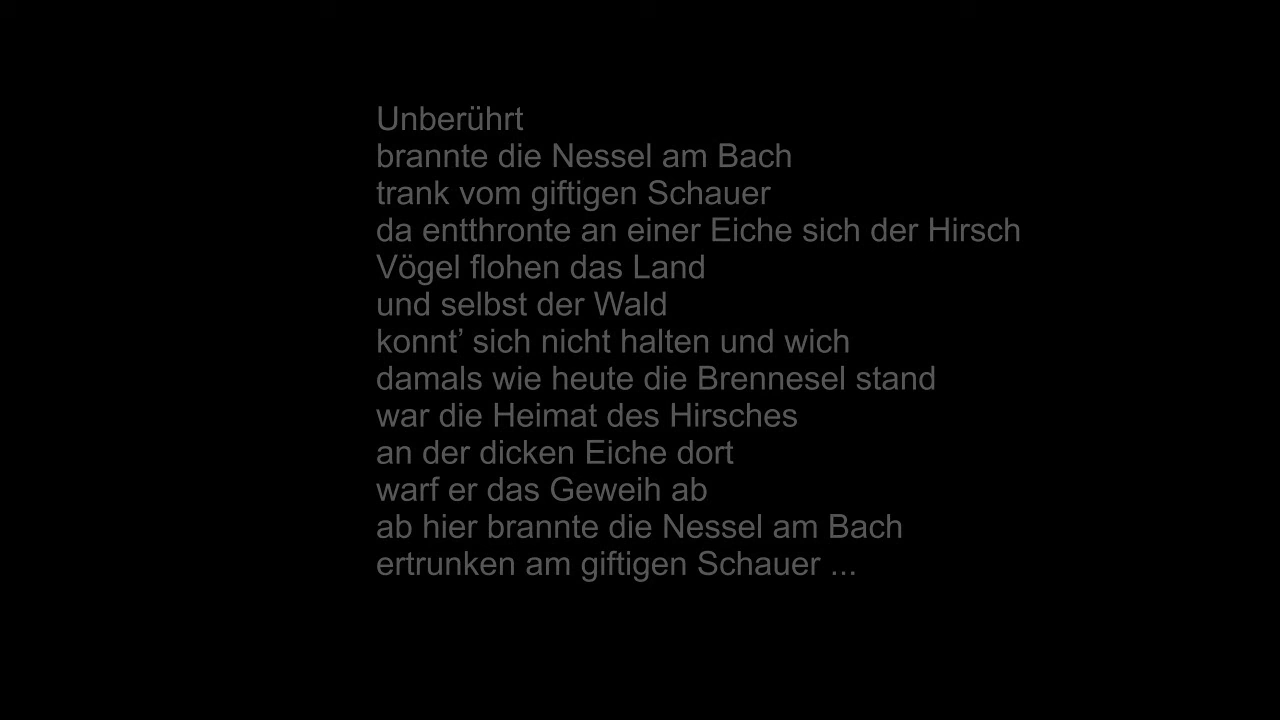 Unberührt
brannte die Nessel am Bach
trank vom giftigen Schauer
da entthronte an einer Eiche sich der Hirsch
Vögel flohen das Land
und selbst der Wald
konnt’ sich nicht halten und wich
damals wie heute die Brennesel stand
war die Heimat des Hirsches
an der dicken Eiche dort
warf er das Geweih ab
ab hier brannte die Nessel am Bach
ertrunken am giftigen Schauer ...